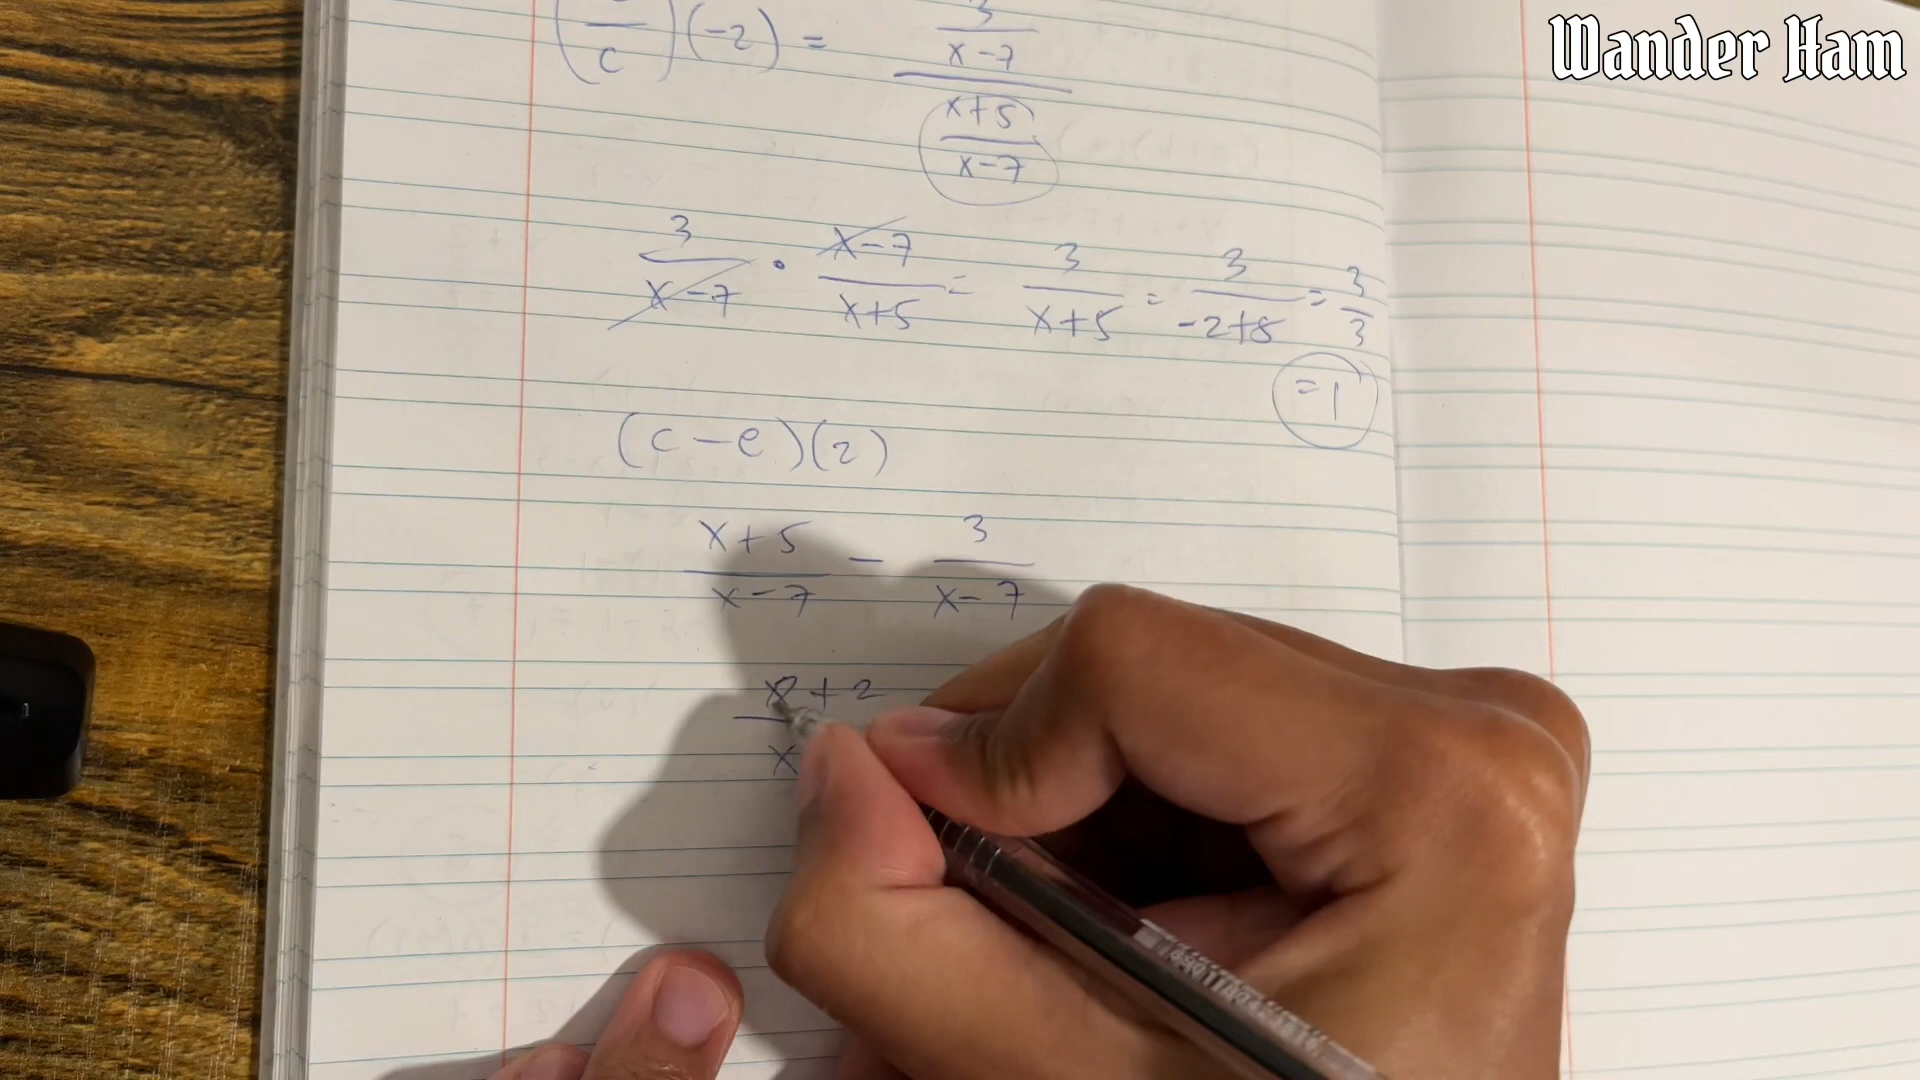 Wander Ham
( / c)(-2) = 3/(x-7) / (x+5)/(x-7)
3/(x-7) · (x-7)/(x+5) = 3/(x+5) = 3/(-2+5) = 3/3
= 1
(c - e)(2)
(x+5)/(x-7) - 3/(x-7)
x+2
x